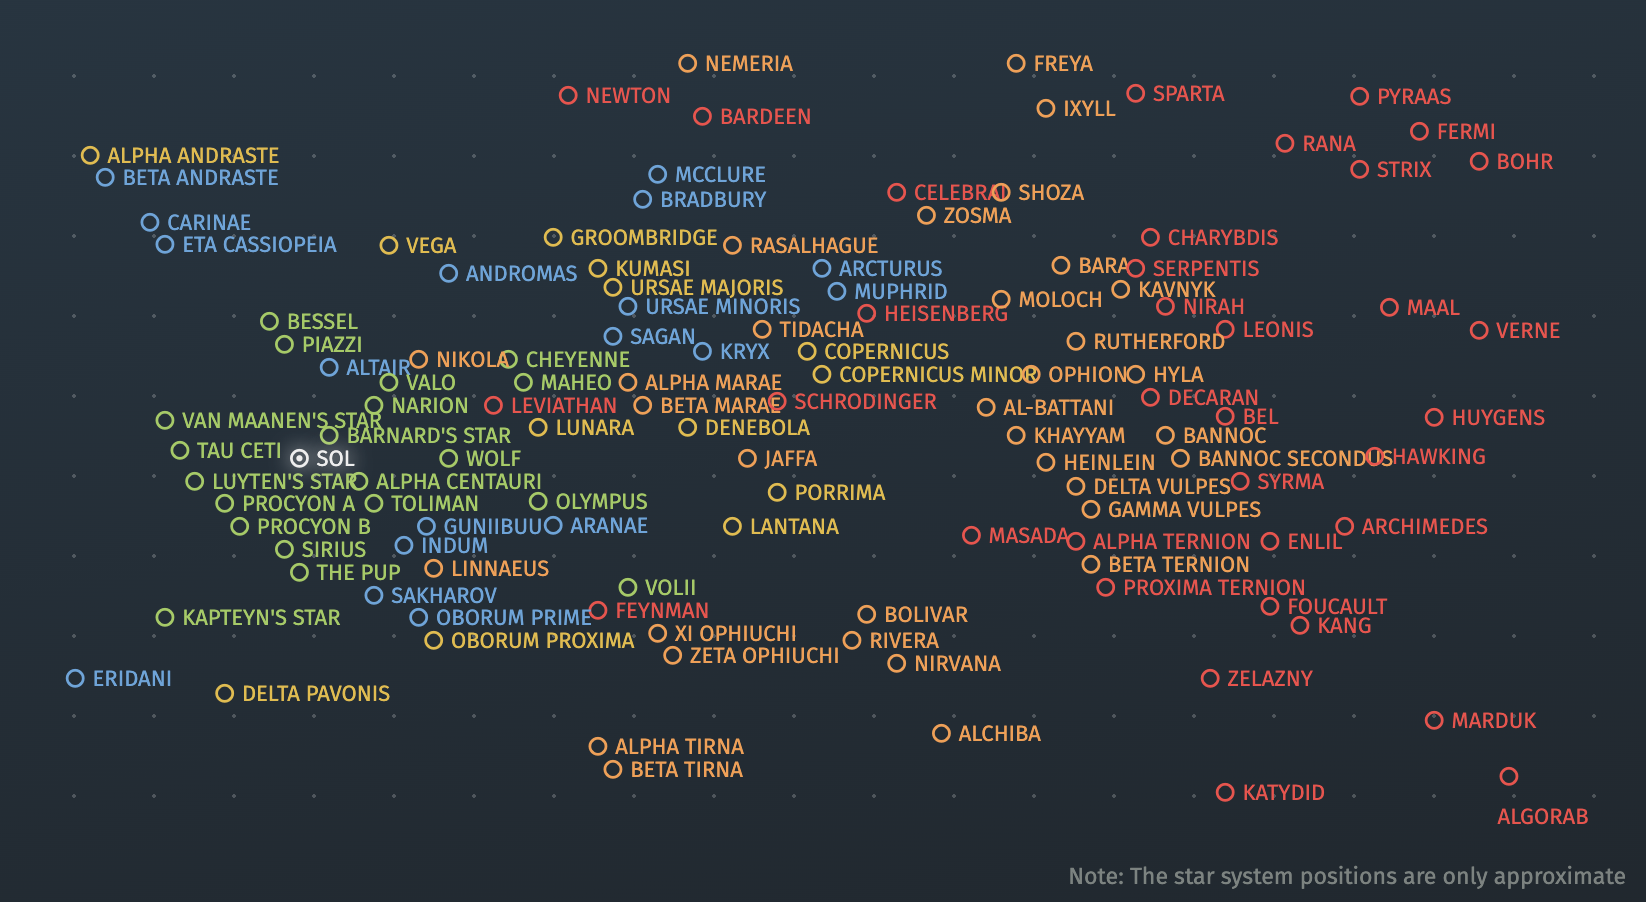 NEMERIA
FREYA
NEWTON
SPARTA
PYRAAS
IXYLL
BARDEEN
FERMI
RANA
ALPHA ANDRASTE
BOHR
STRIX
BETA ANDRASTE
MCCLURE
CELEBRAI
SHOZA
BRADBURY
ZOSMA
CARINAE
ETA CASSIOPEIA
VEGA
GROOMBRIDGE
RASALHAGUE
CHARYBDIS
ANDROMAS
KUMASI
ARCTURUS
BARA
SERPENTIS
URSAE MAJORIS
MUPHRID
KAVNYK
URSAE MINORIS
MOLOCH
NIRAH
MAAL
HEISENBERG
BESSEL
TIDACHA
LEONIS
VERNE
SAGAN
PIAZZI
KRYX
COPERNICUS
RUTHERFORD
ALTAIR
NIKOLA
CHEYENNE
VALO
MAHEO
ALPHA MARAE
COPERNICUS MINOR
OPHION
HYLA
NARION
LEVIATHAN
BETA MARAE
SCHRODINGER
AL-BATTANI
DECARAN
VAN MAANEN'S STAR
BEL
HUYGENS
BARNARD'S STAR
LUNARA
DENEBOLA
KHAYYAM
BANNOC
TAU CETI
SOL
WOLF
JAFFA
HEINLEIN
BANNOC SECONDUS
HAWKING
LUYTEN'S STAR
ALPHA CENTAURI
PORRIMA
DELTA VULPES
SYRMA
PROCYON A
TOLIMAN
OLYMPUS
GAMMA VULPES
PROCYON B
GUNIIBUU
ARANAE
LANTANA
MASADA
ARCHIMEDES
SIRIUS
INDUM
ALPHA TERNION
ENLIL
THE PUP
LINNAEUS
BETA TERNION
SAKHAROV
VOLII
PROXIMA TERNION
KAPTEYN'S STAR
OBORUM PRIME
FEYNMAN
BOLIVAR
FOUCAULT
OBORUM PROXIMA
XI OPHIUCHI
RIVERA
KANG
ZETA OPHIUCHI
NIRVANA
ERIDANI
DELTA PAVONIS
ZELAZNY
MARDUK
ALPHA TIRNA
ALCHIBA
BETA TIRNA
KATYDID
ALGORAB
Note: The star system positions are only approximate